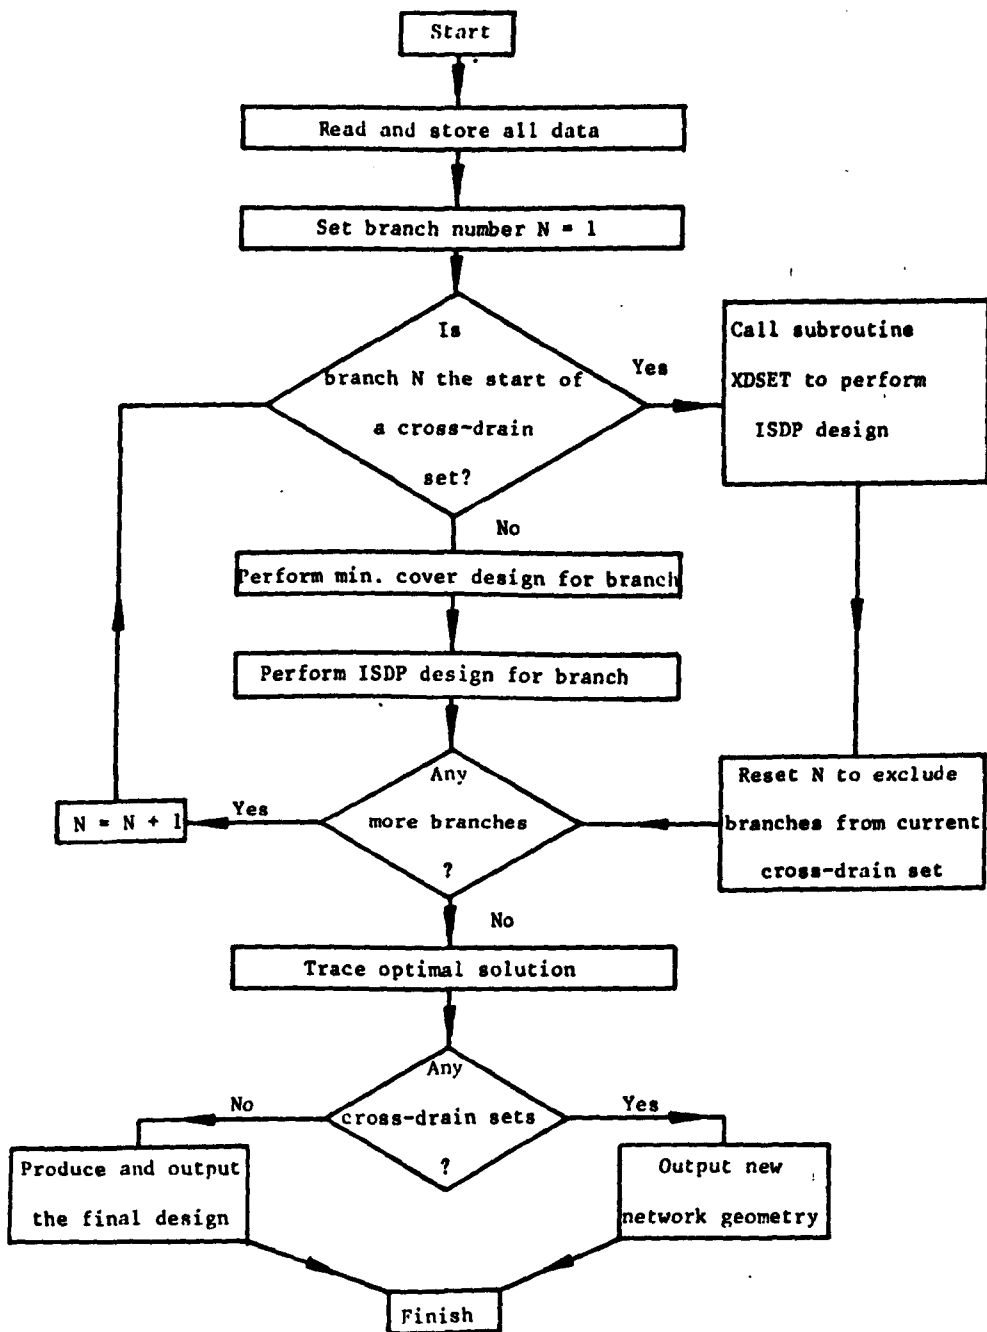 Start
Read and store all data
Set branch number N = 1
Is
branch N the start of
a cross-drain
set?
Yes
Call subroutine
XDSET to perform
ISDP design
No
Perform min. cover design for branch
Perform ISDP design for branch
Any
more branches
?
Yes
N = N + 1
Reset N to exclude
branches from current
cross-drain set
No
Trace optimal solution
Any
cross-drain sets
?
No
Yes
Produce and output
the final design
Output new
network geometry
Finish